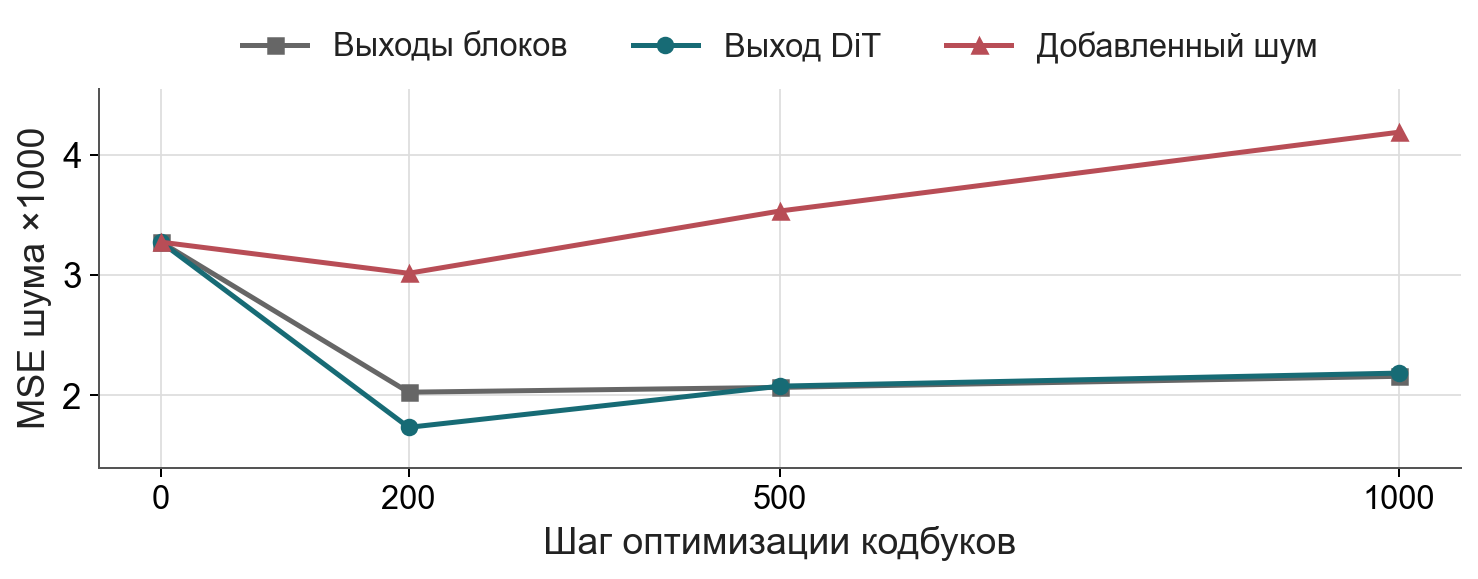 Выходы блоков Выход DiT Добавленный шум
MSE шума ×1000
4
3
2
0 200 500 1000
Шаг оптимизации кодбуков